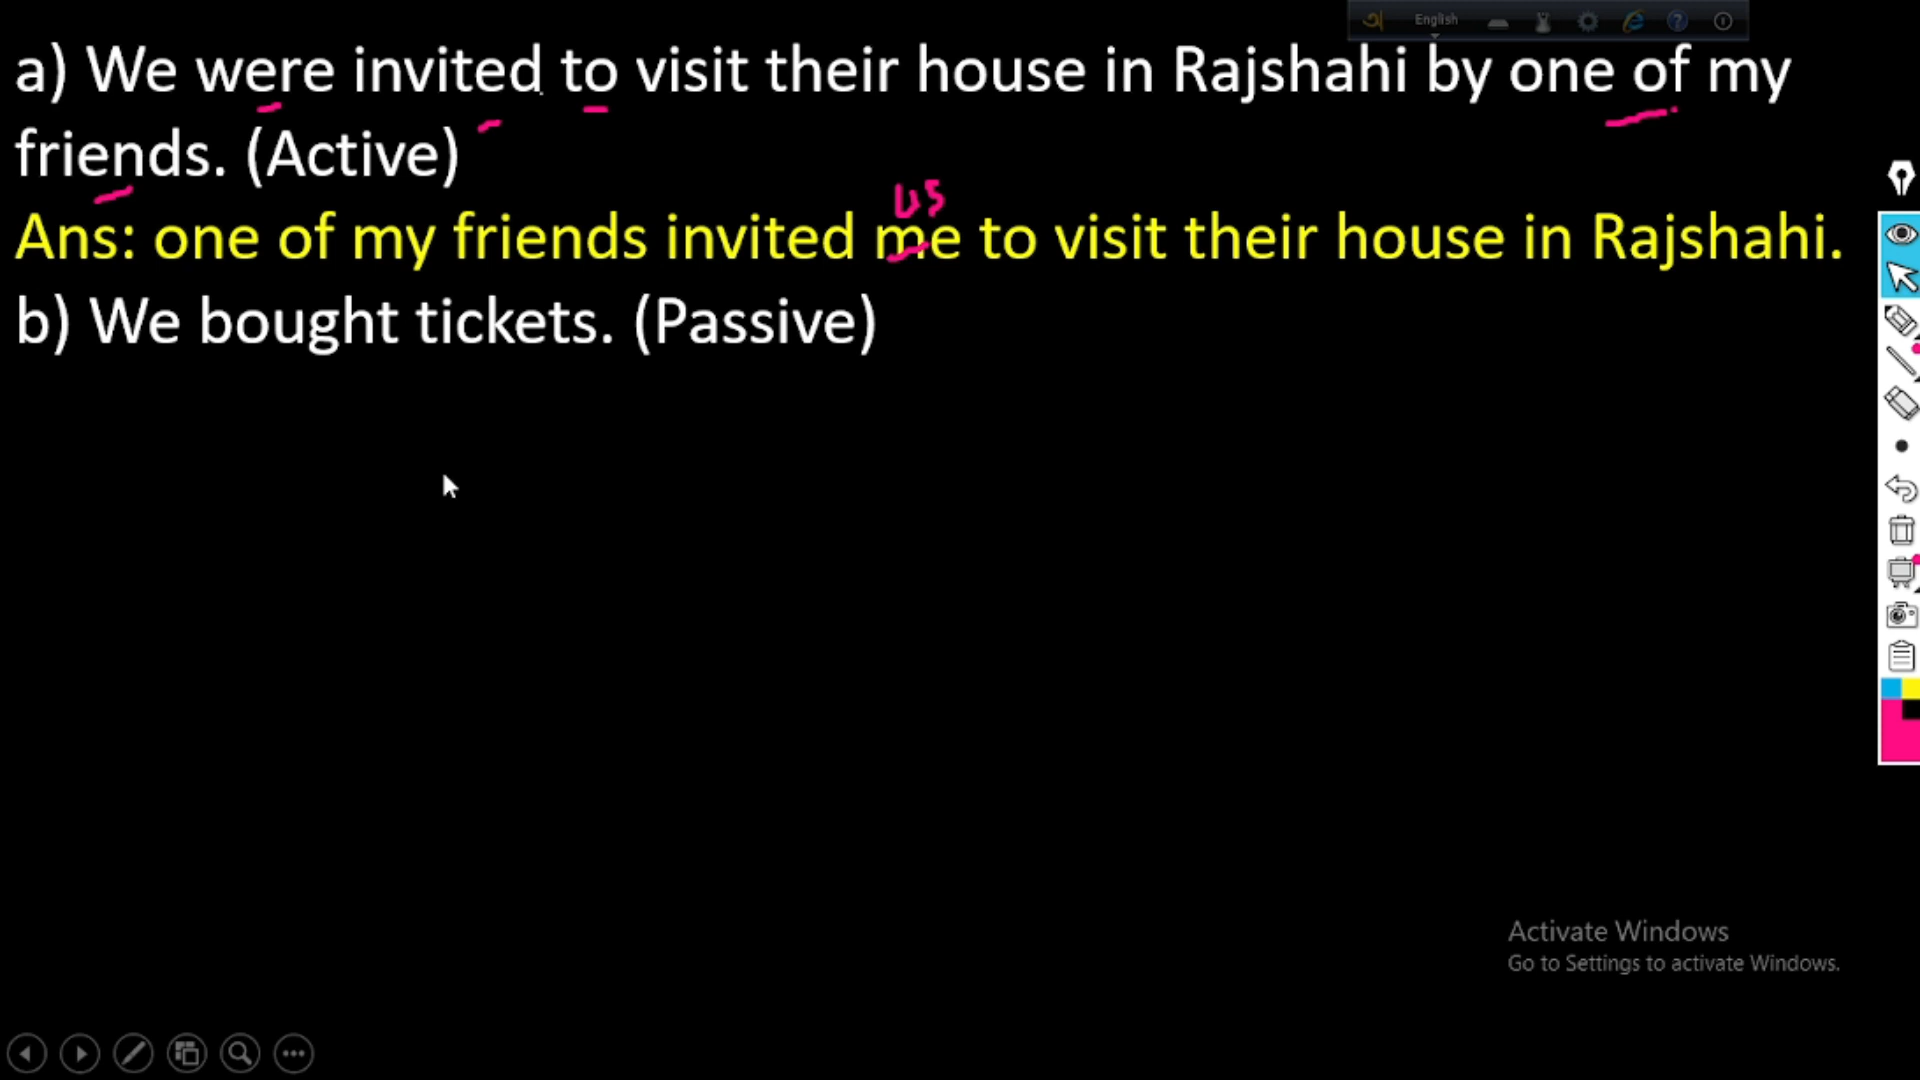 English
a) We were invited to visit their house in Rajshahi by one of my
friends. (Active)
us
Ans: one of my friends invited me to visit their house in Rajshahi.
b) We bought tickets. (Passive)
Activate Windows
Go to Settings to activate Windows.